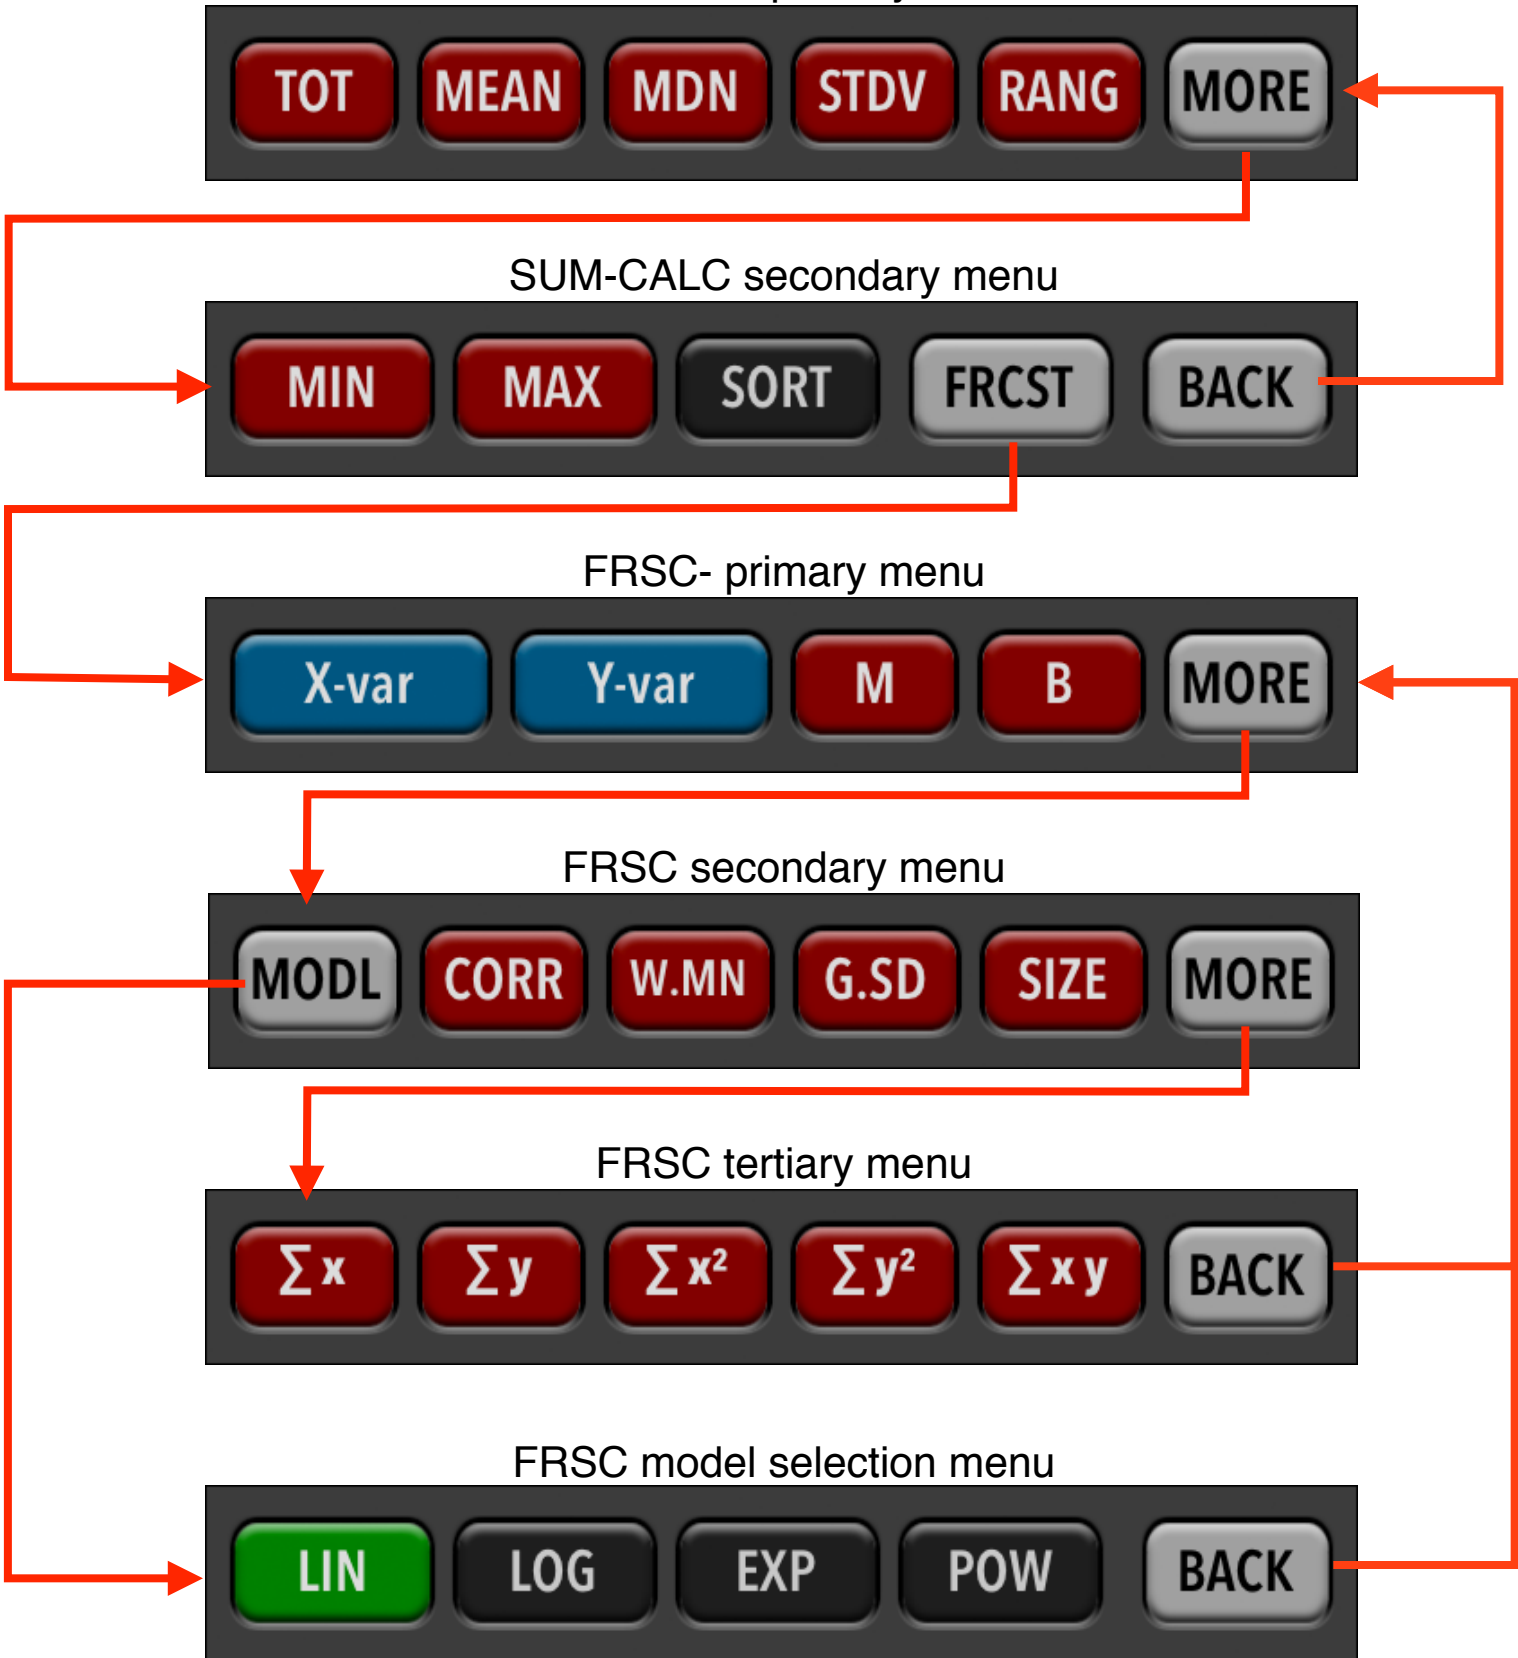 TOT MEAN MDN STDV RANG MORE
SUM-CALC secondary menu
MIN MAX SORT FRCST BACK
FRSC- primary menu
X-var Y-var M B MORE
FRSC secondary menu
MODL CORR W.MN G.SD SIZE MORE
FRSC tertiary menu
∑x ∑y ∑x² ∑y² ∑xy BACK
FRSC model selection menu
LIN LOG EXP POW BACK